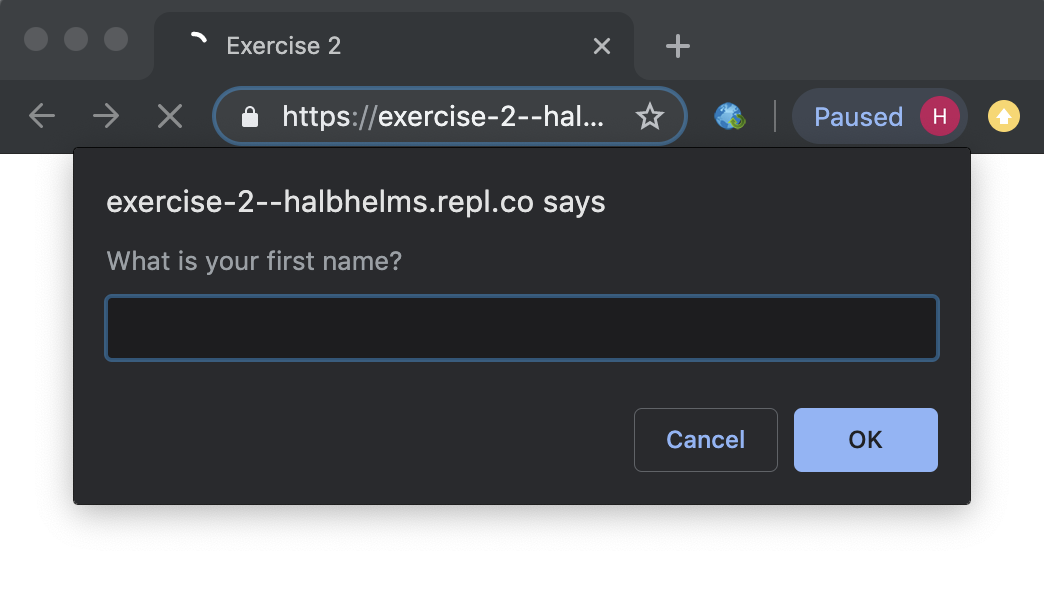 Exercise 2
https://exercise-2--hal...
Paused
H
exercise-2--halbhelms.repl.co says
What is your first name?
Cancel
OK